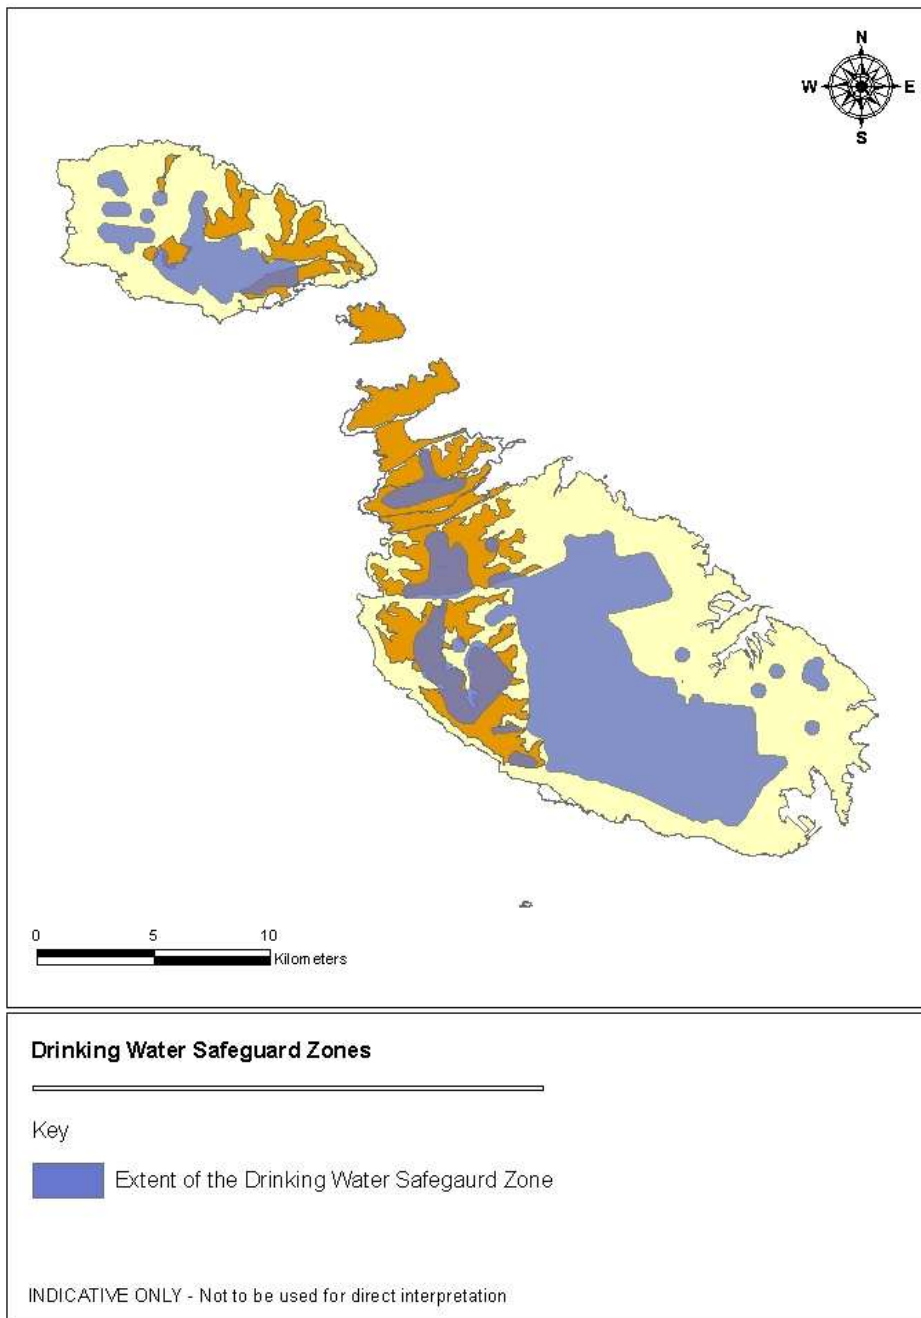 N
W E
S
0 5 10
Kilometers
Drinking Water Safeguard Zones
Key
Extent of the Drinking Water Safegaurd Zone
INDICATIVE ONLY - Not to be used for direct interpretation